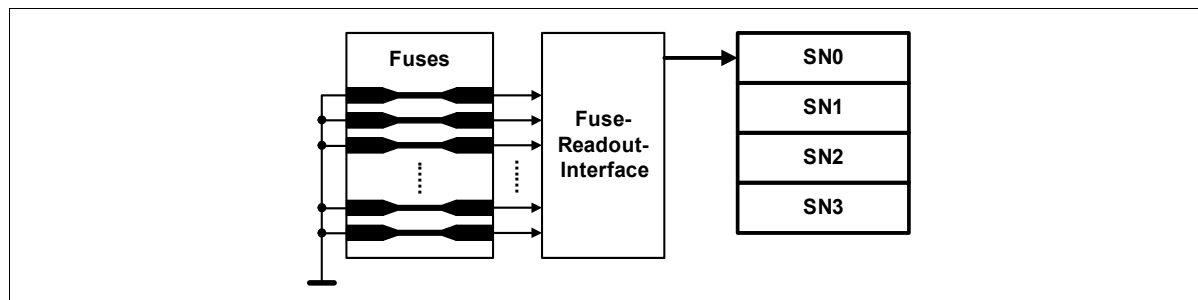 Fuses
Fuse-
Readout-
Interface
SN0
SN1
SN2
SN3